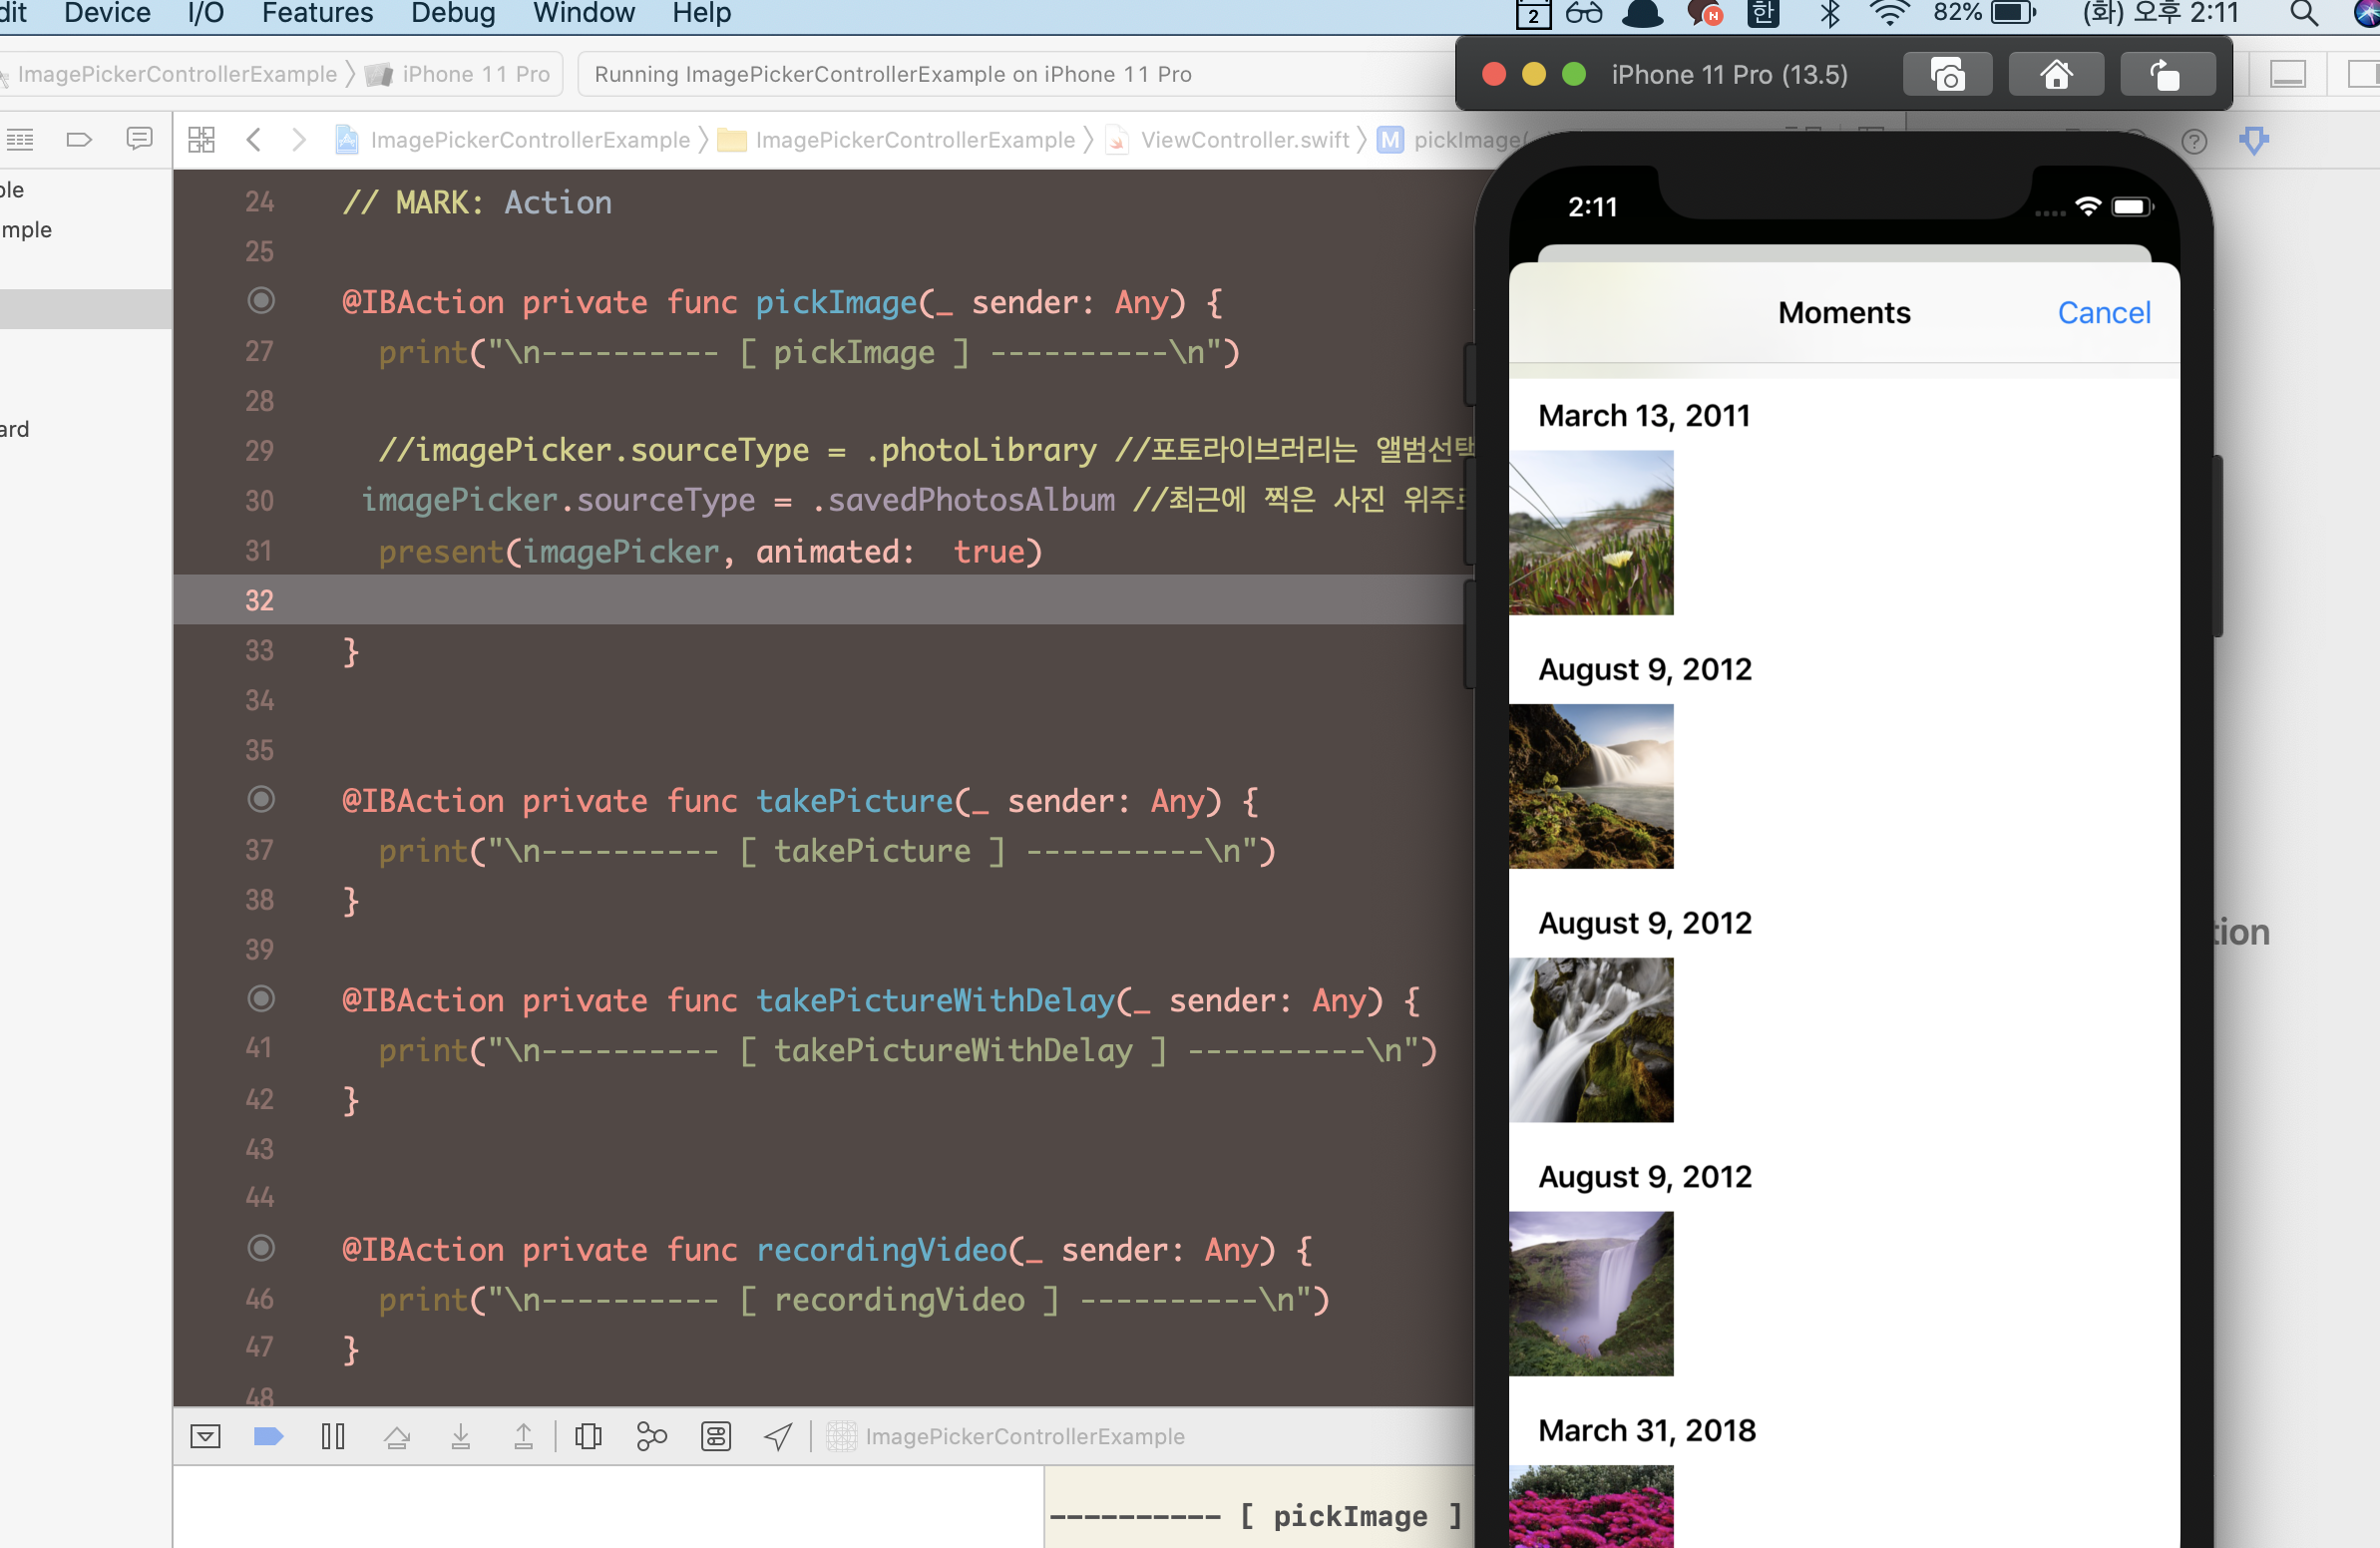 Device I/O Features Debug Window Help 2 N 한 82% (화) 오후 2:11
ImagePickerControllerExample iPhone 11 Pro Running ImagePickerControllerExample on iPhone 11 Pro
iPhone 11 Pro (13.5)
ImagePickerControllerExample ImagePickerControllerExample ViewController.swift M pickImage(
24 // MARK: Action
25
@IBAction private func pickImage(_ sender: Any) {
27 print("\n---------- [ pickImage ] ----------\n")
28
29 //imagePicker.sourceType = .photoLibrary //포토라이브러리는 앨범선택
30 imagePicker.sourceType = .savedPhotosAlbum //최근에 찍은 사진 위주로
31 present(imagePicker, animated:  true)
32
33 }
34
35
@IBAction private func takePicture(_ sender: Any) {
37 print("\n---------- [ takePicture ] ----------\n")
38 }
39
@IBAction private func takePictureWithDelay(_ sender: Any) {
41 print("\n---------- [ takePictureWithDelay ] ----------\n")
42 }
43
44
@IBAction private func recordingVideo(_ sender: Any) {
46 print("\n---------- [ recordingVideo ] ----------\n")
47 }
48
ImagePickerControllerExample
---------- [ pickImage ]
2:11
Moments Cancel
March 13, 2011
August 9, 2012
August 9, 2012
August 9, 2012
March 31, 2018